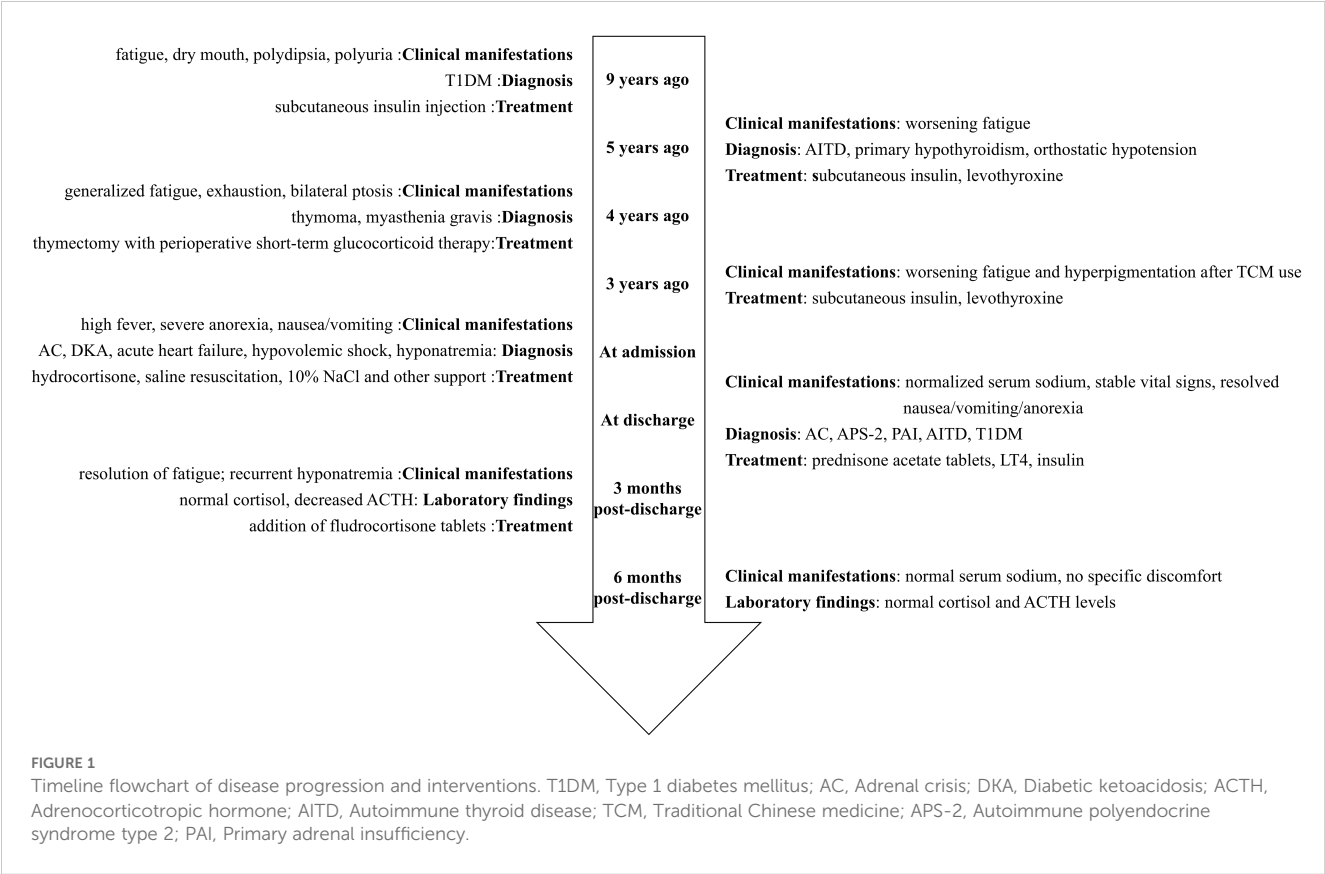 fatigue, dry mouth, polydipsia, polyuria :Clinical manifestations
T1DM :Diagnosis
subcutaneous insulin injection :Treatment
9 years ago
5 years ago
Clinical manifestations: worsening fatigue
Diagnosis: AITD, primary hypothyroidism, orthostatic hypotension
Treatment: subcutaneous insulin, levothyroxine
generalized fatigue, exhaustion, bilateral ptosis :Clinical manifestations
thymoma, myasthenia gravis :Diagnosis
thymectomy with perioperative short-term glucocorticoid therapy:Treatment
4 years ago
3 years ago
Clinical manifestations: worsening fatigue and hyperpigmentation after TCM use
Treatment: subcutaneous insulin, levothyroxine
high fever, severe anorexia, nausea/vomiting :Clinical manifestations
AC, DKA, acute heart failure, hypovolemic shock, hyponatremia: Diagnosis
hydrocortisone, saline resuscitation, 10% NaCl and other support :Treatment
At admission
At discharge
Clinical manifestations: normalized serum sodium, stable vital signs, resolved
nausea/vomiting/anorexia
Diagnosis: AC, APS-2, PAI, AITD, T1DM
Treatment: prednisone acetate tablets, LT4, insulin
resolution of fatigue; recurrent hyponatremia :Clinical manifestations
normal cortisol, decreased ACTH: Laboratory findings
addition of fludrocortisone tablets :Treatment
3 months
post-discharge
6 months
post-discharge
Clinical manifestations: normal serum sodium, no specific discomfort
Laboratory findings: normal cortisol and ACTH levels
FIGURE 1
Timeline flowchart of disease progression and interventions. T1DM, Type 1 diabetes mellitus; AC, Adrenal crisis; DKA, Diabetic ketoacidosis; ACTH,
Adrenocorticotropic hormone; AITD, Autoimmune thyroid disease; TCM, Traditional Chinese medicine; APS-2, Autoimmune polyendocrine
syndrome type 2; PAI, Primary adrenal insufficiency.